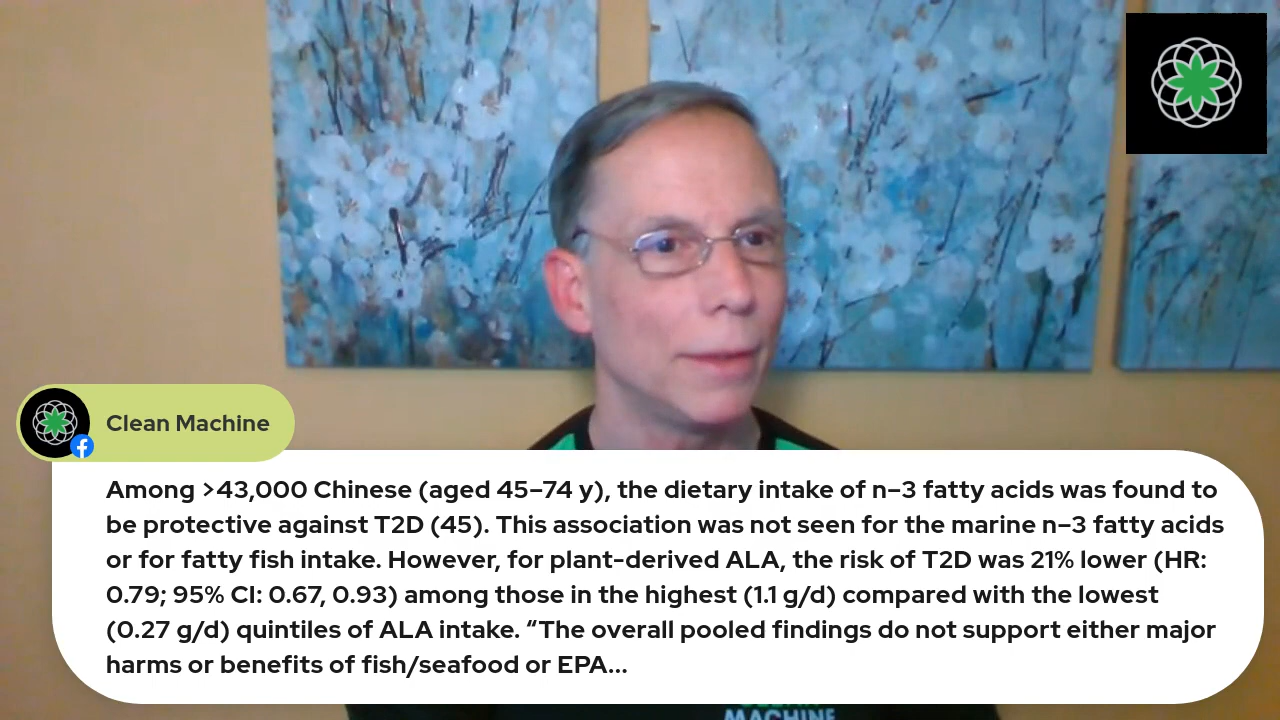 Clean Machine
Among >43,000 Chinese (aged 45–74 y), the dietary intake of n–3 fatty acids was found to
be protective against T2D (45). This association was not seen for the marine n–3 fatty acids
or for fatty fish intake. However, for plant-derived ALA, the risk of T2D was 21% lower (HR:
0.79; 95% CI: 0.67, 0.93) among those in the highest (1.1 g/d) compared with the lowest
(0.27 g/d) quintiles of ALA intake. “The overall pooled findings do not support either major
harms or benefits of fish/seafood or EPA...
MACHINE